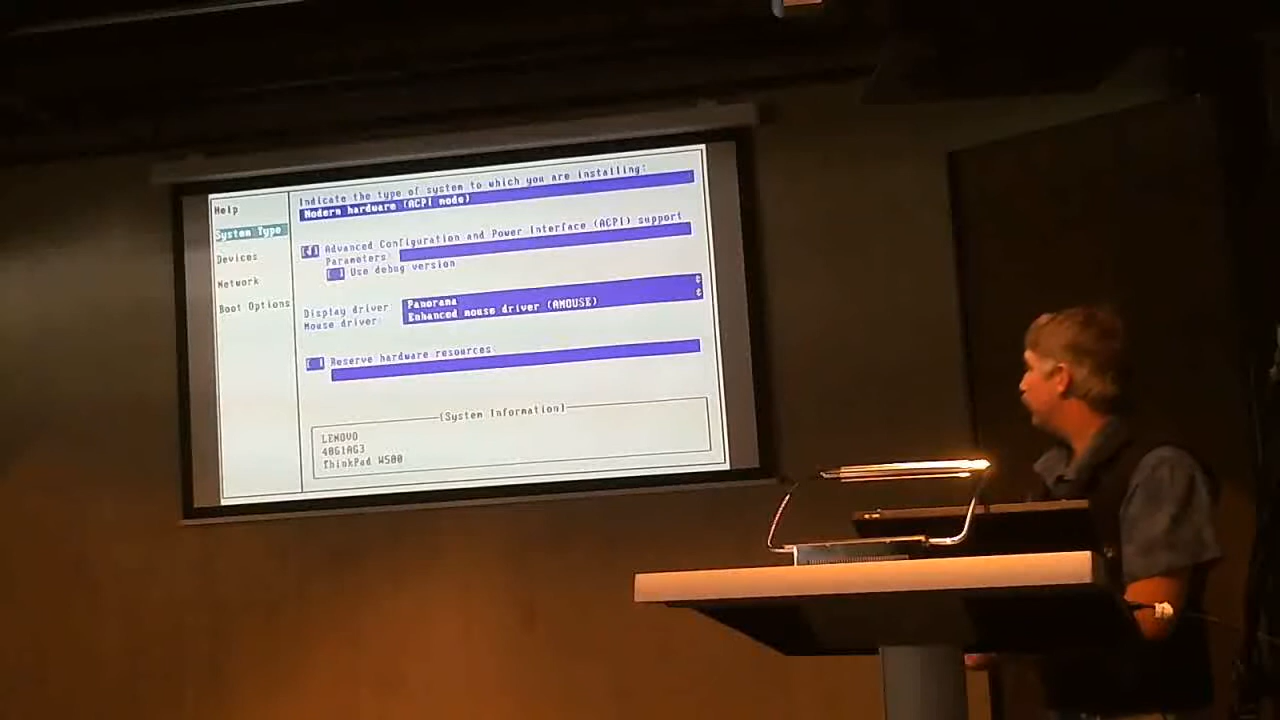 Help
System Type
Devices
Network
Boot Options
Indicate the type of system to which you are installing:
Modern hardware (ACPI mode)
[√] Advanced Configuration and Power Interface (ACPI) support
Parameters:
[ ] Use debug version
Display driver: Panorama
Mouse driver: Enhanced mouse driver (AMOUSE)
[ ] Reserve hardware resources:
[System Information]
LENOVO
4061AG3
ThinkPad W500